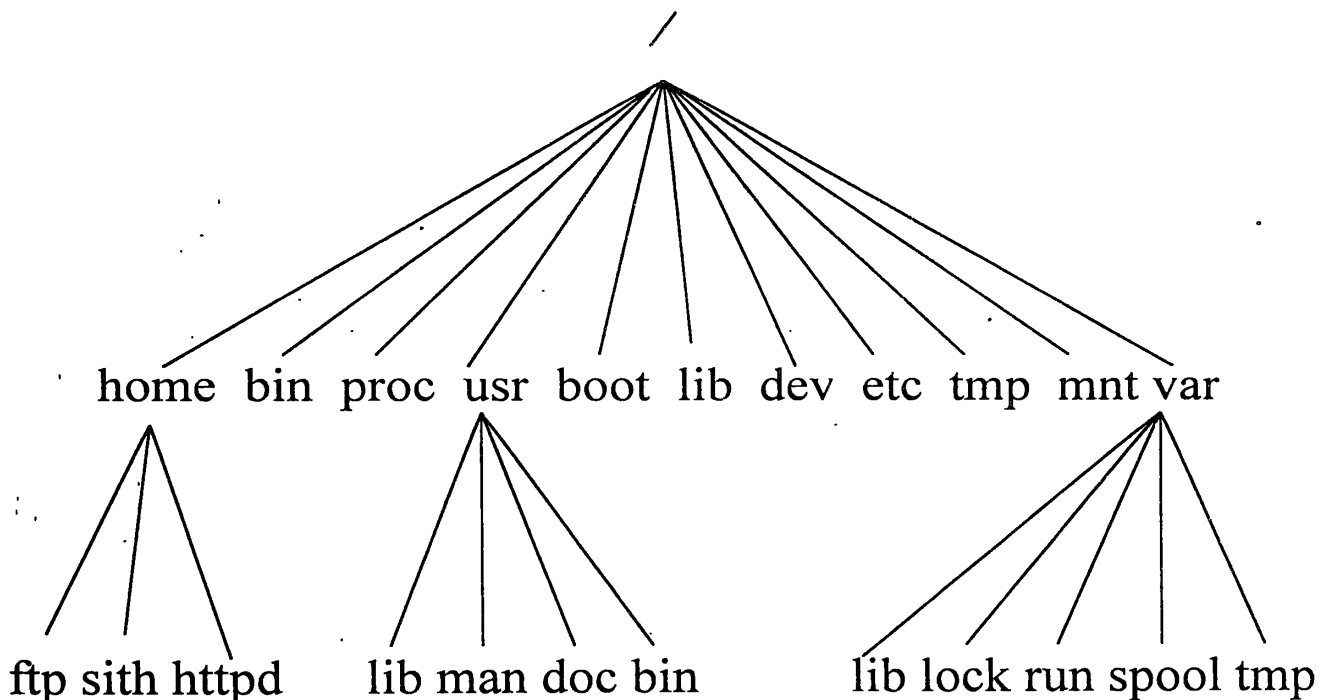 /
home bin proc usr boot lib dev etc tmp mnt var
ftp sith httpd lib man doc bin lib lock run spool tmp